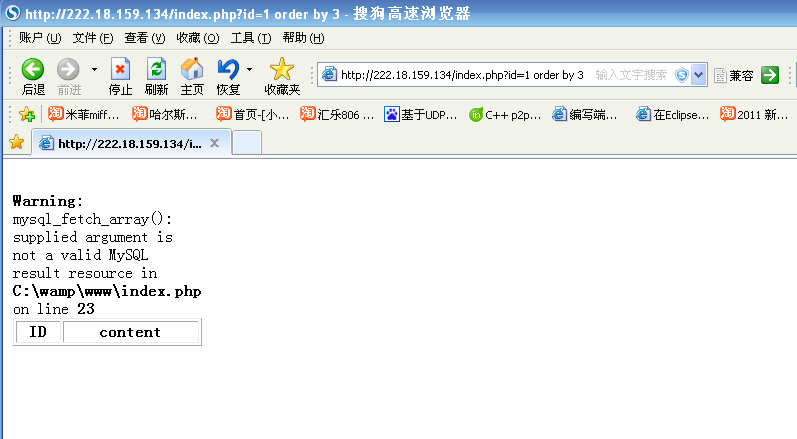 http://222.18.159.134/index.php?id=1 order by 3 - 搜狗高速浏览器
账户(U) 文件(F) 查看(V) 收藏(O) 工具(T) 帮助(H)
后退 前进 停止 刷新 主页 恢复 收藏夹 http://222.18.159.134/index.php?id=1 order by 3 输入文字搜索 兼容
淘 米菲miff... 淘 哈尔斯... 淘 首页-[小... 淘 汇乐806 ... 基于UDP... in C++ p2p... 编写端... 在Eclipse... 淘 2011 新...
http://222.18.159.134/i...
Warning:
mysql_fetch_array():
supplied argument is
not a valid MySQL
result resource in
C:\wamp\www\index.php
on line 23
ID content